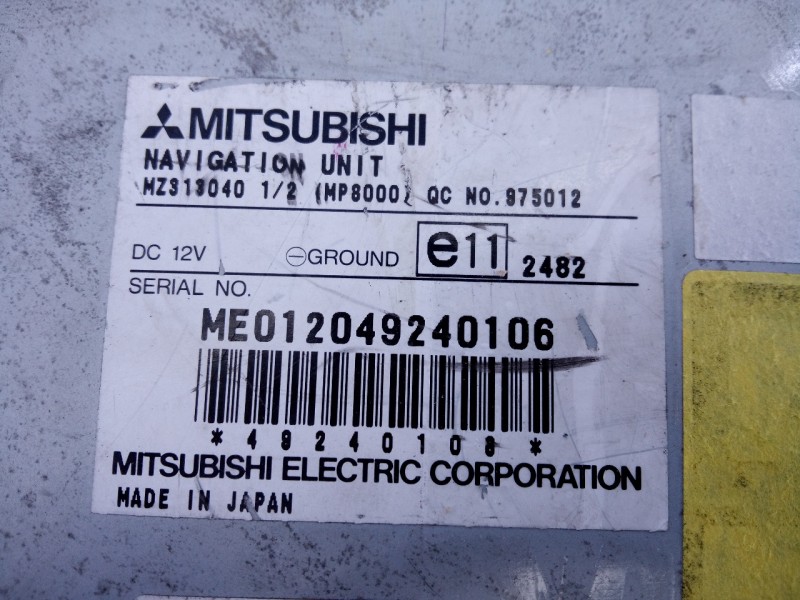 MITSUBISHI
NAVIGATION UNIT
MZ313040 1/2 (MP8000) QC NO.975012
DC 12V ⊖GROUND e11 2482
SERIAL NO.
ME012049240106
*49240108*
MITSUBISHI ELECTRIC CORPORATION
MADE IN JAPAN